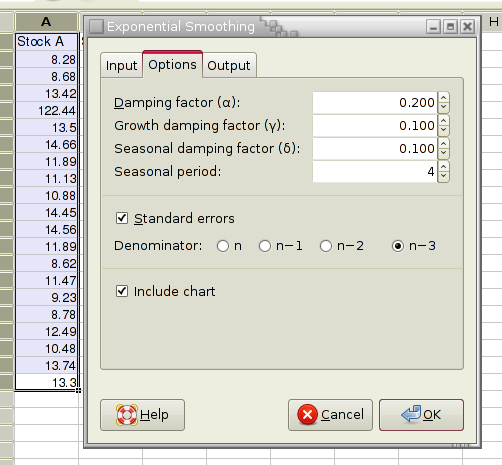 A
H
Stock A
8.28
8.68
13.42
122.44
13.5
14.66
11.89
11.13
10.88
14.45
14.56
11.89
8.62
11.47
9.23
8.78
12.49
10.48
13.74
13.3
Exponential Smoothing
Input Options Output
Damping factor (α): 0.200
Growth damping factor (γ): 0.100
Seasonal damping factor (δ): 0.100
Seasonal period: 4
Standard errors
Denominator: n n−1 n−2 n−3
Include chart
Help Cancel OK